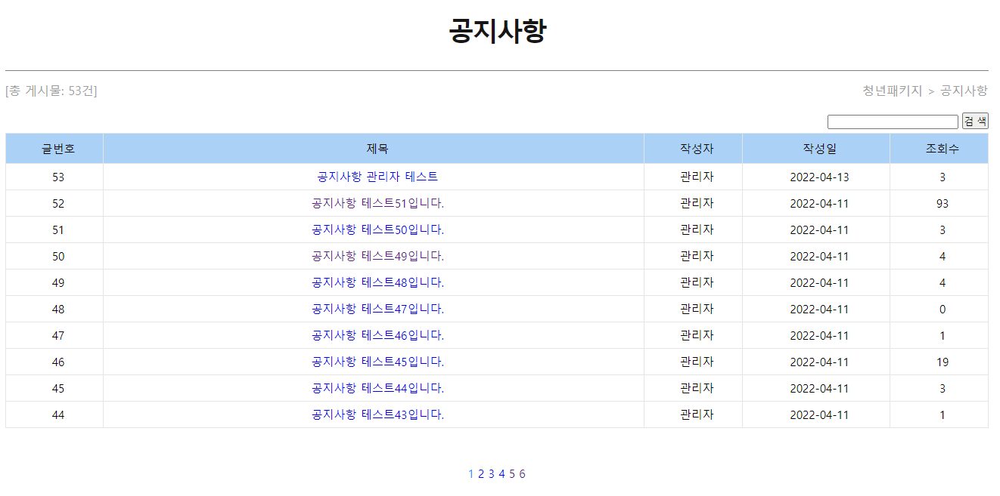 공지사항
[총 게시물: 53건] 청년패키지 > 공지사항
검 색
글번호 제목 작성자 작성일 조회수
53 공지사항 관리자 테스트 관리자 2022-04-13 3
52 공지사항 테스트51입니다. 관리자 2022-04-11 93
51 공지사항 테스트50입니다. 관리자 2022-04-11 3
50 공지사항 테스트49입니다. 관리자 2022-04-11 4
49 공지사항 테스트48입니다. 관리자 2022-04-11 4
48 공지사항 테스트47입니다. 관리자 2022-04-11 0
47 공지사항 테스트46입니다. 관리자 2022-04-11 1
46 공지사항 테스트45입니다. 관리자 2022-04-11 19
45 공지사항 테스트44입니다. 관리자 2022-04-11 3
44 공지사항 테스트43입니다. 관리자 2022-04-11 1
1 2 3 4 5 6